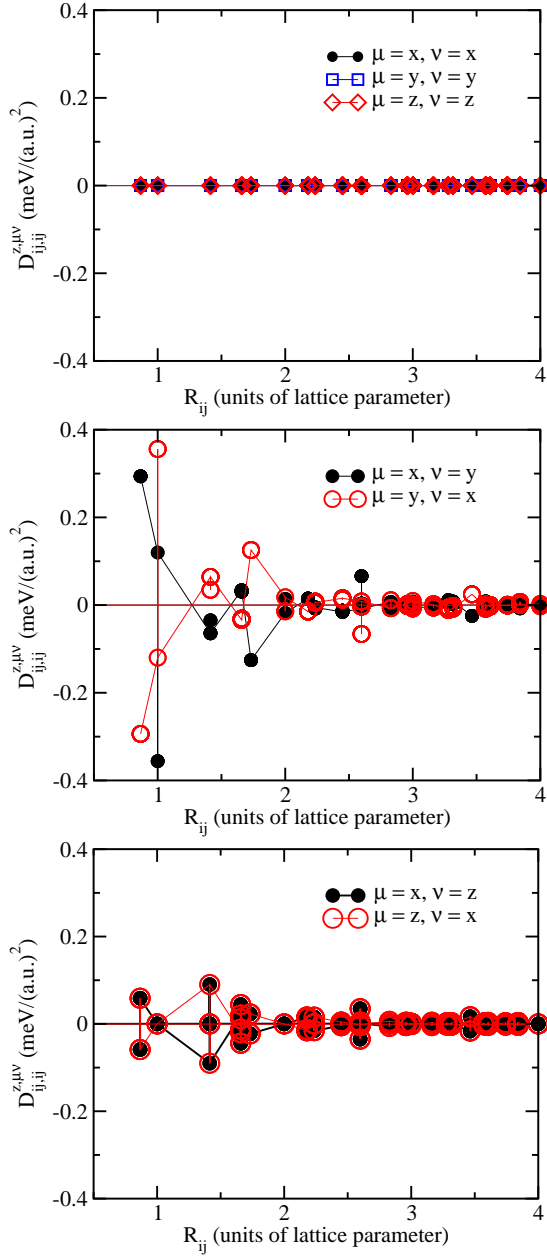 0.4
μ = x, ν = x
μ = y, ν = y
μ = z, ν = z
0.2
0
-0.2
-0.4
D_{ij,ij}^{z,μν} (meV/(a.u.)^2)
1 2 3 4
R_{ij} (units of lattice parameter)
0.4
μ = x, ν = y
μ = y, ν = x
0.2
0
-0.2
-0.4
D_{ij,ij}^{z,μν} (meV/(a.u.)^2)
1 2 3 4
R_{ij} (units of lattice parameter)
0.4
μ = x, ν = z
μ = z, ν = x
0.2
0
-0.2
-0.4
D_{ij,ij}^{z,μν} (meV/(a.u.)^2)
1 2 3 4
R_{ij} (units of lattice parameter)